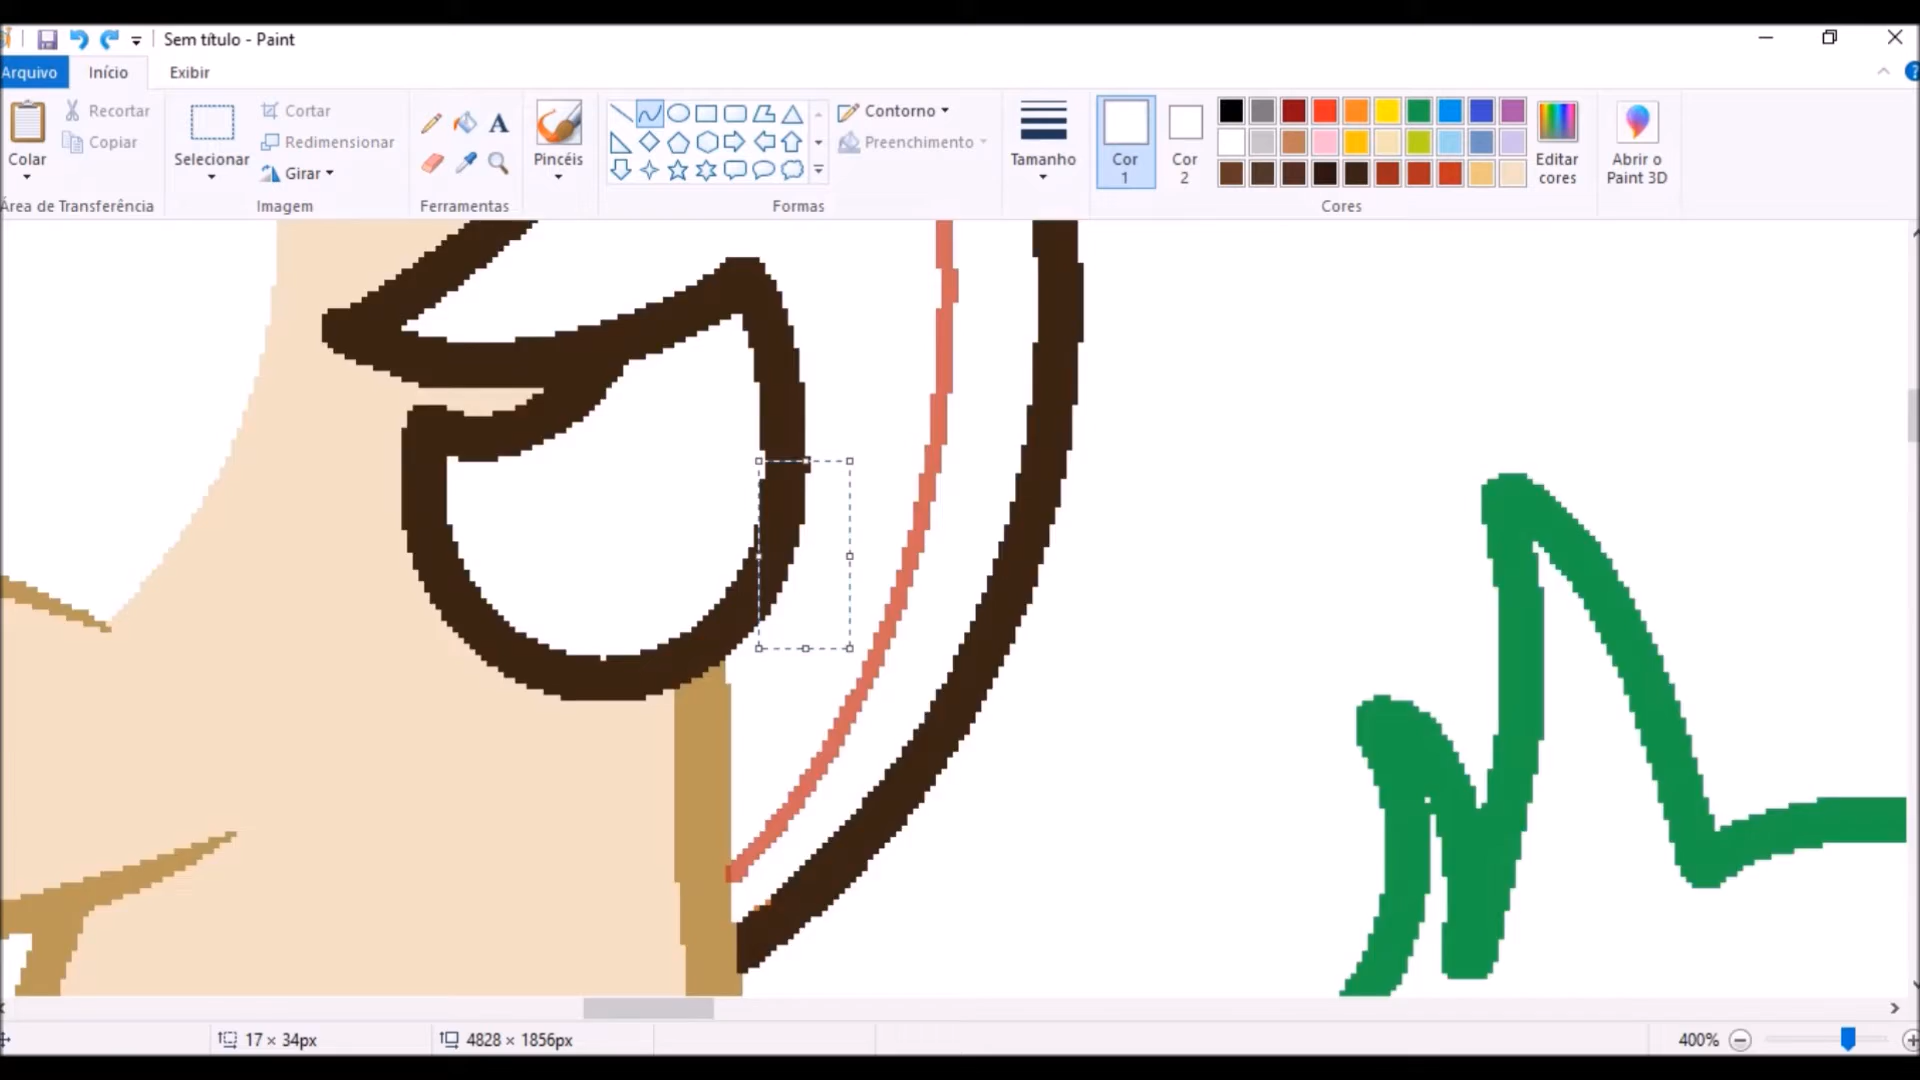 Sem título - Paint
Arquivo Início Exibir
Recortar Cortar Contorno
Copiar Redimensionar Preenchimento
Colar Selecionar Girar Pincéis Tamanho Cor 1 Cor 2 Editar cores Abrir o Paint 3D
Área de Transferência Imagem Ferramentas Formas Cores
17 × 34px 4828 × 1856px 400%